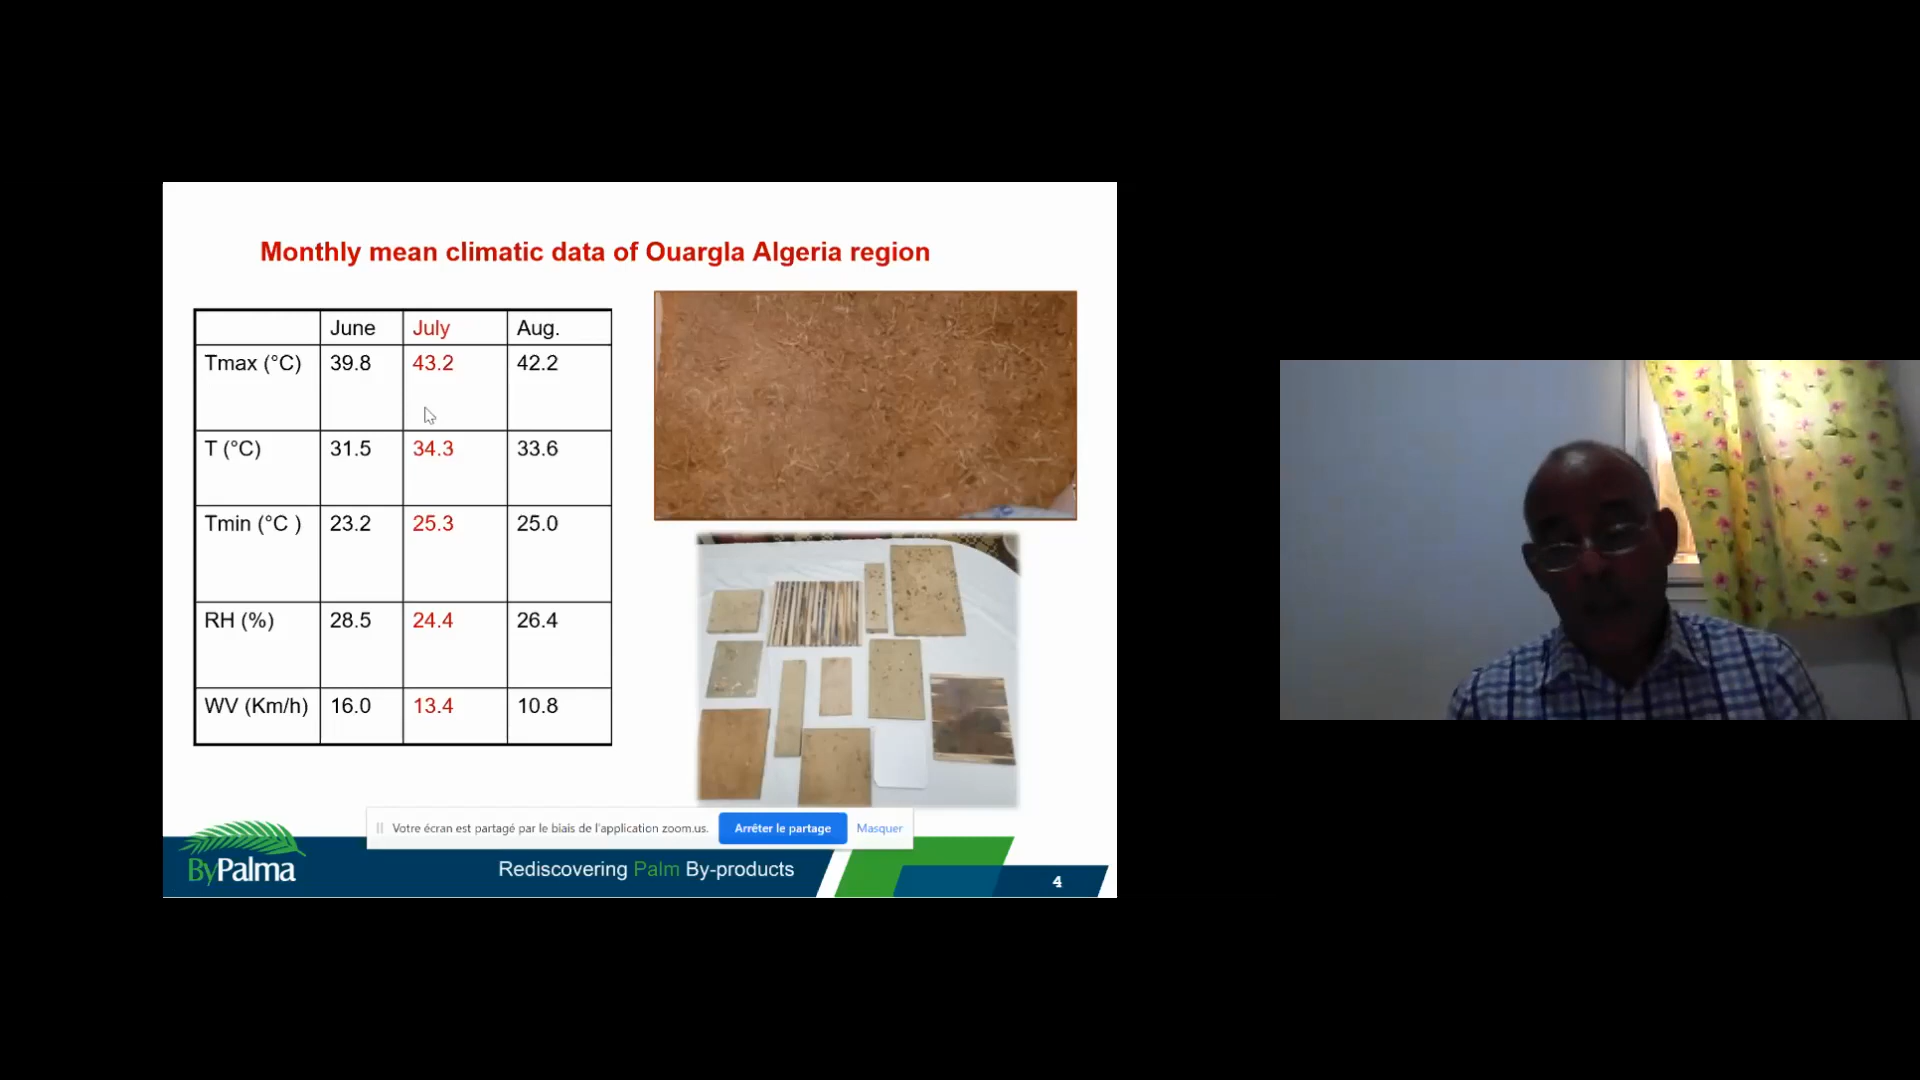 Monthly mean climatic data of Ouargla Algeria region
June July Aug.
Tmax (°C) 39.8 43.2 42.2
T (°C) 31.5 34.3 33.6
Tmin (°C ) 23.2 25.3 25.0
RH (%) 28.5 24.4 26.4
WV (Km/h) 16.0 13.4 10.8
Votre écran est partagé par le biais de l'application zoom.us. Arrêter le partage Masquer
ByPalma
Rediscovering Palm By-products
4